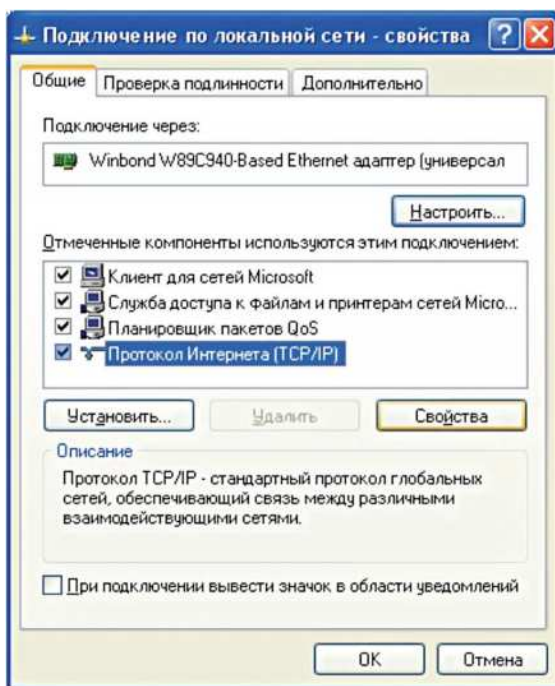 Подключение по локальной сети - свойства
Общие Проверка подлинности Дополнительно
Подключение через:
Winbond W89C940-Based Ethernet адаптер (универсал
Настроить...
Отмеченные компоненты используются этим подключением:
Клиент для сетей Microsoft
Служба доступа к файлам и принтерам сетей Micro...
Планировщик пакетов QoS
Протокол Интернета (TCP/IP)
Установить... Удалить Свойства
Описание
Протокол TCP/IP - стандартный протокол глобальных
сетей, обеспечивающий связь между различными
взаимодействующими сетями.
При подключении вывести значок в области уведомлений
OK Отмена